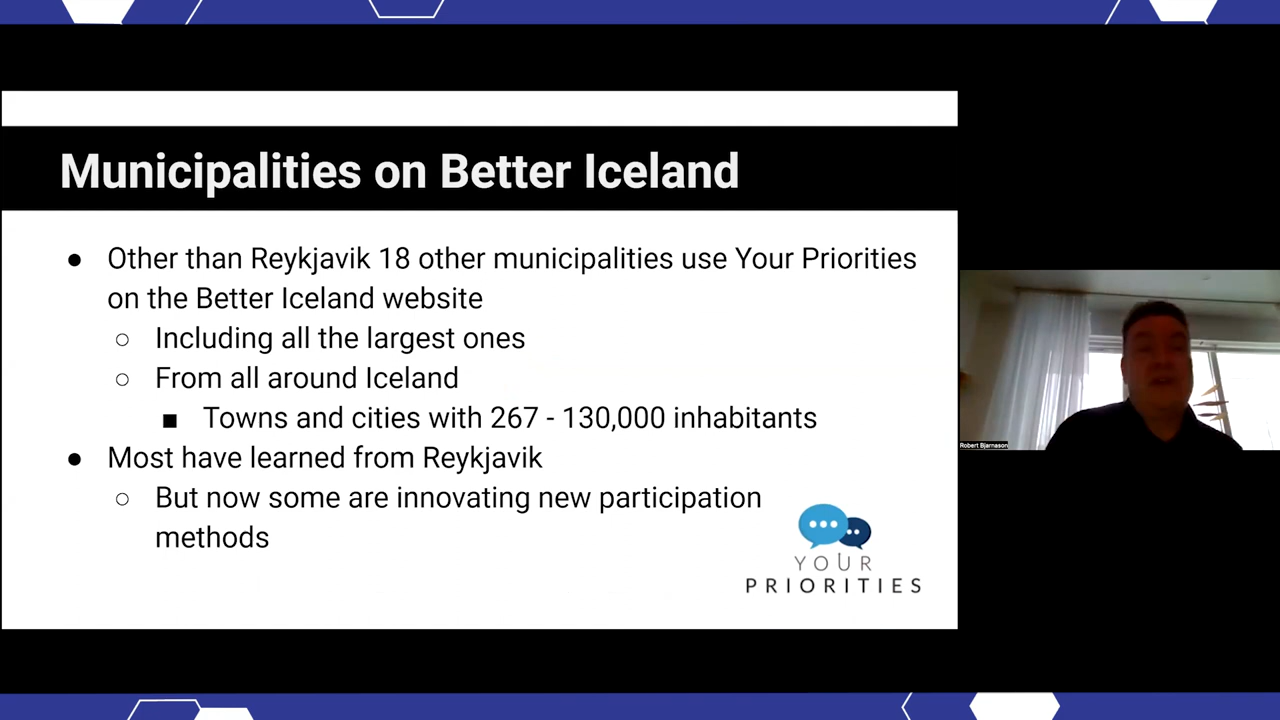 Municipalities on Better Iceland
● Other than Reykjavik 18 other municipalities use Your Priorities
on the Better Iceland website
○ Including all the largest ones
○ From all around Iceland
■ Towns and cities with 267 - 130,000 inhabitants
● Most have learned from Reykjavik
○ But now some are innovating new participation
methods
YOUR
PRIORITIES
Robert Bjarnason